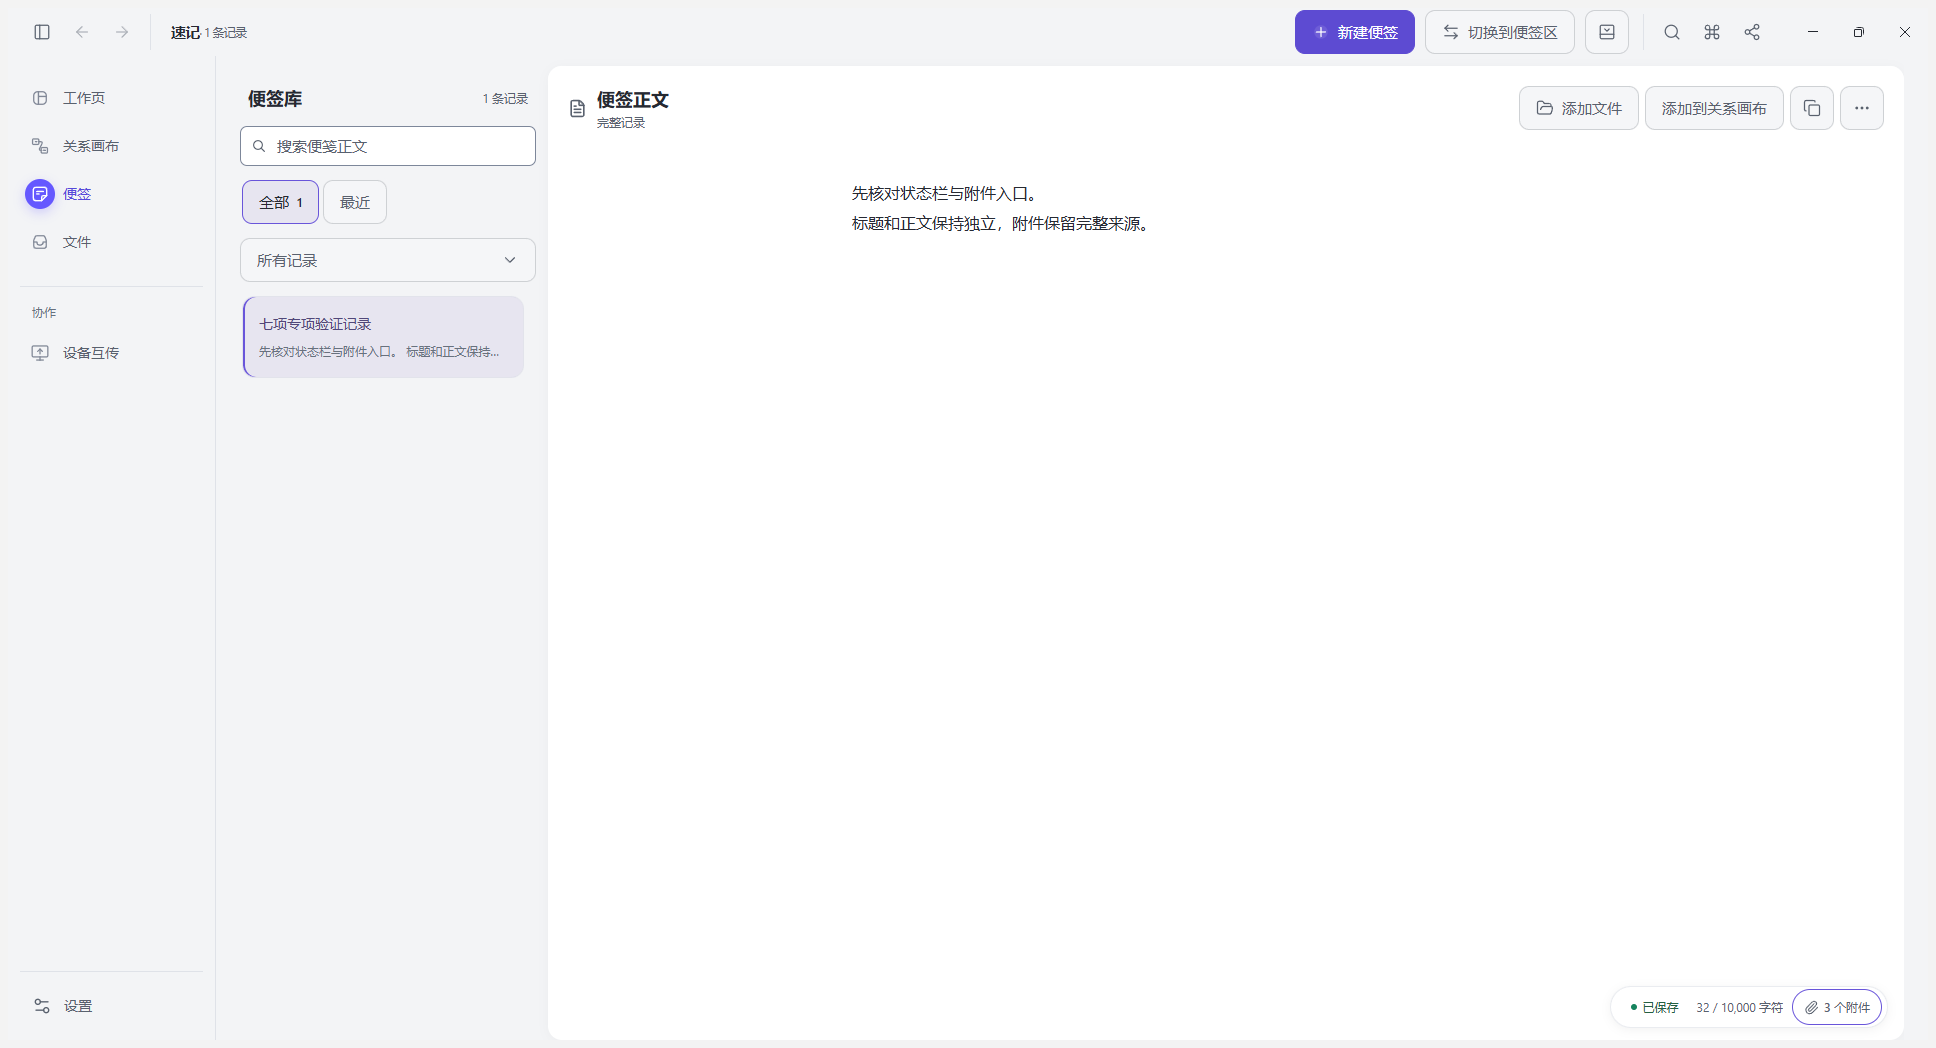 速记 1 条记录
新建便签
切换到便签区
工作页
关系画布
便签
文件
协作
设备互传
设置
便签库
1 条记录
搜索便笺正文
全部 1
最近
所有记录
七项专项验证记录
先核对状态栏与附件入口。 标题和正文保持...
便签正文
完整记录
添加文件
添加到关系画布
先核对状态栏与附件入口。
标题和正文保持独立，附件保留完整来源。
已保存
32 / 10,000 字符
3 个附件